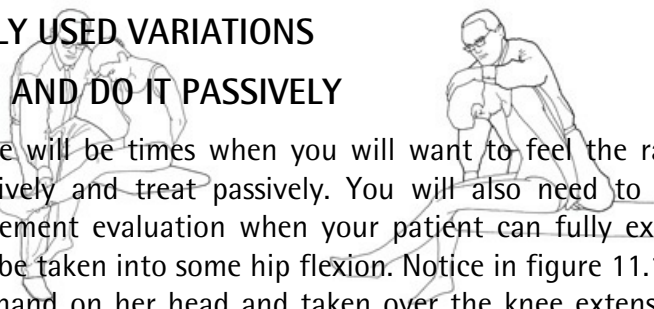 LY USED VARIATIONS
AND DO IT PASSIVELY
e will be times when you will want to feel the ra
ively and treat passively. You will also need to
ement evaluation when your patient can fully ex
be taken into some hip flexion. Notice in figure 11.
hand on her head and taken over the knee extens